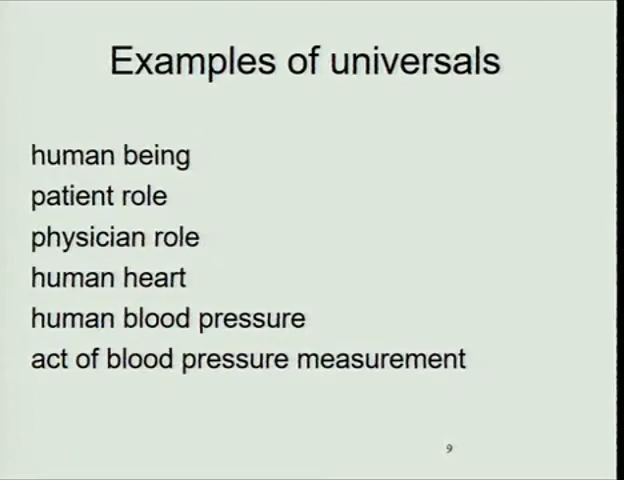 Examples of universals
human being
patient role
physician role
human heart
human blood pressure
act of blood pressure measurement
9